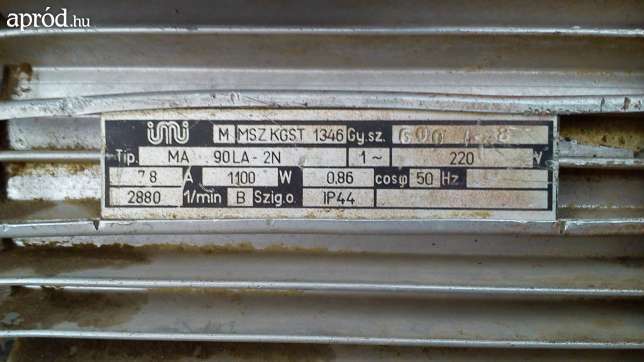 apród.hu
imi M MSZ KGST 1346 Gy.sz.
Tip. MA 90LA-2N 1~ 220 V
7.8 A 1100 W 0.86 cosφ 50 Hz
2880 1/min B Szig.o. IP44